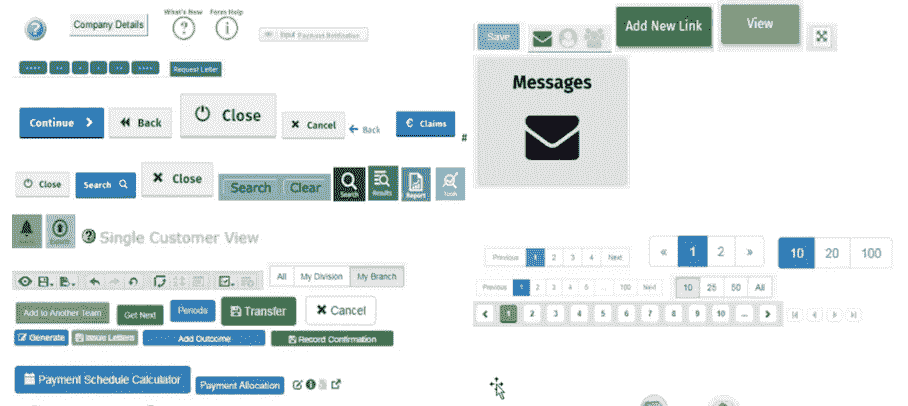 What's New
Form Help
Company Details
Input Payment Notification
Request Letter
Continue
Back
Close
Cancel
Back
€ Claims
#
Close
Search
Close
Search
Clear
Search
Results
Report
Tools
Single Customer View
All
My Division
My Branch
Add to Another Team
Get Next
Periods
Transfer
Cancel
Generate
Issue Letters
Add Outcome
Record Confirmation
Payment Schedule Calculator
Payment Allocation
Save
Add New Link
View
Messages
Previous 1 2 3 4 Next
« 1 2 »
10 20 100
Previous 1 2 3 4 5 ... 100 Next
10 25 50 All
1 2 3 4 5 6 7 8 9 10 ...